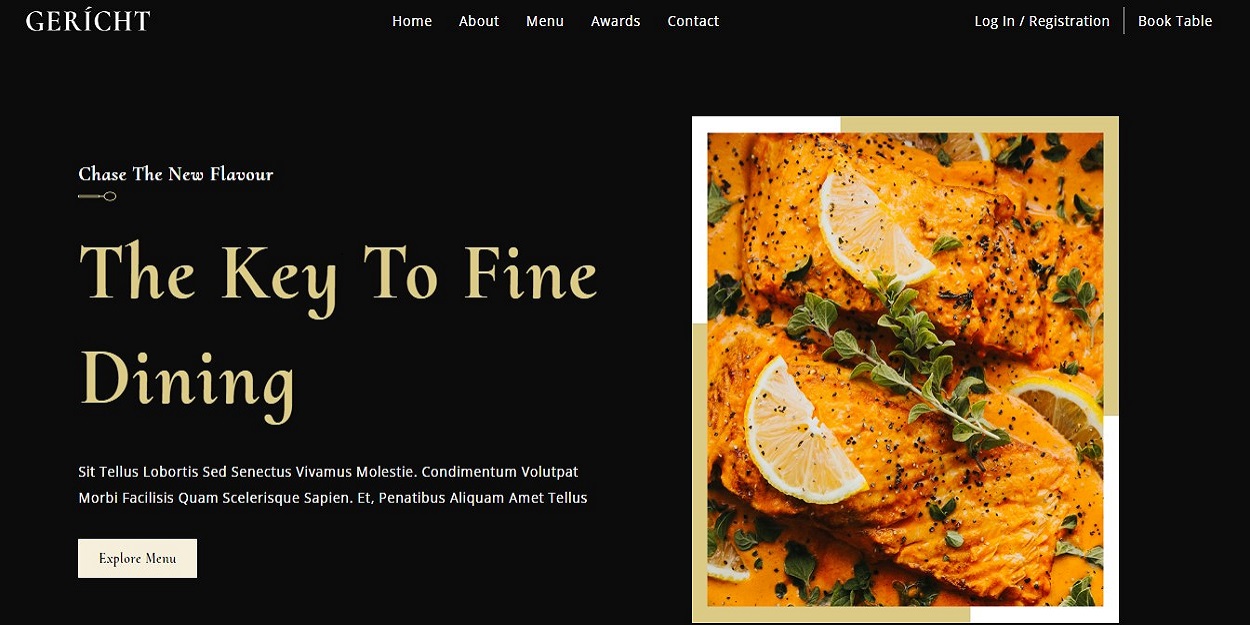 GERÍCHT
Home About Menu Awards Contact
Log In / Registration Book Table
Chase The New Flavour
The Key To Fine
Dining
Sit Tellus Lobortis Sed Senectus Vivamus Molestie. Condimentum Volutpat
Morbi Facilisis Quam Scelerisque Sapien. Et, Penatibus Aliquam Amet Tellus
Explore Menu